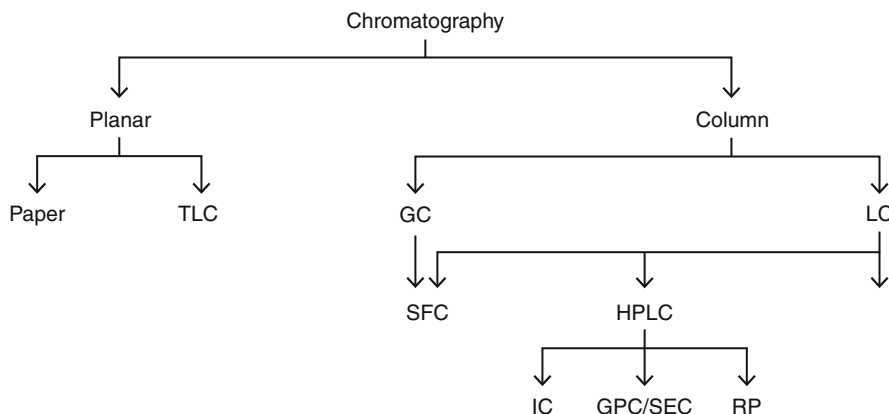 Chromatography
Planar Column
Paper TLC GC LC
SFC HPLC
IC GPC/SEC RP